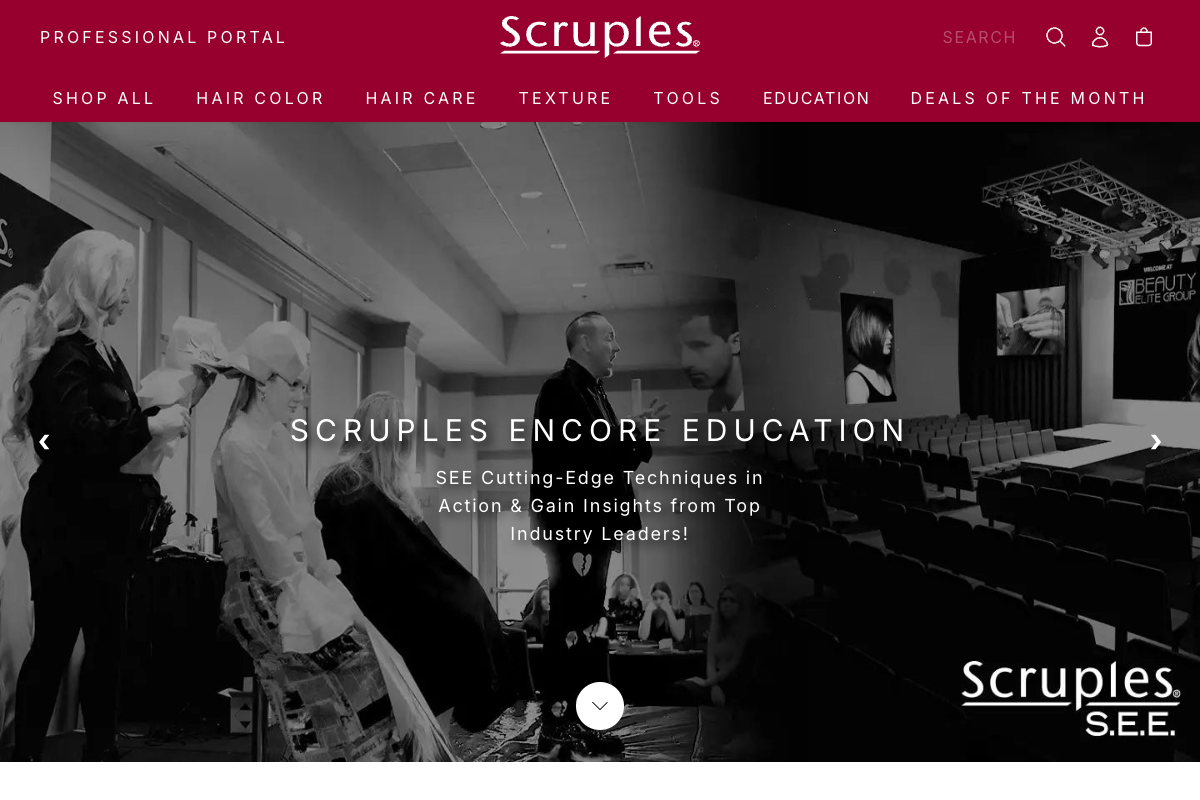 PROFESSIONAL PORTAL
Scruples®
SEARCH
SHOP ALL
HAIR COLOR
HAIR CARE
TEXTURE
TOOLS
EDUCATION
DEALS OF THE MONTH
S.®
WELCOME AT
BEAUTY
ELITE GROUP
SCRUPLES ENCORE EDUCATION
SEE Cutting-Edge Techniques in
Action & Gain Insights from Top
Industry Leaders!
Scruples®
S.E.E.